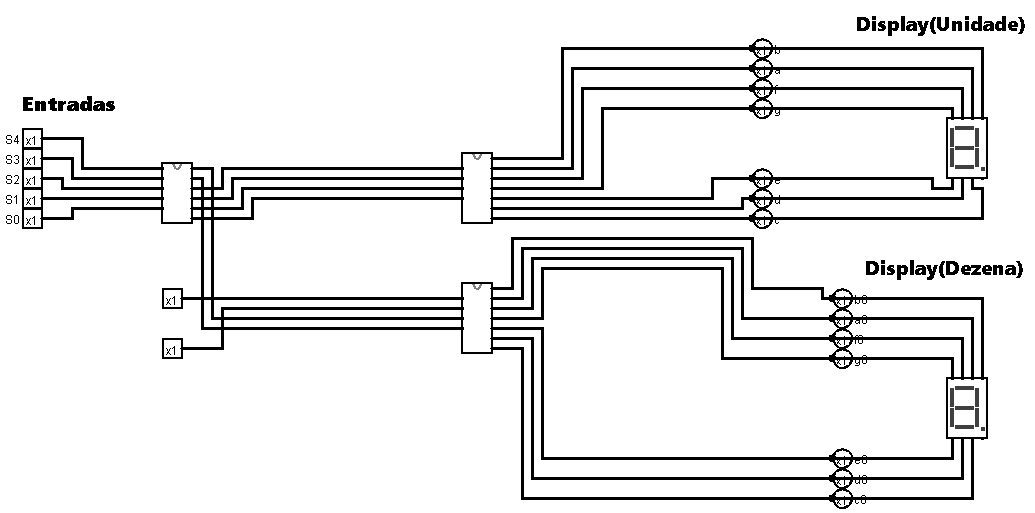 Display(Unidade)
x1 b
x1 a
x1 f
x1 g
Entradas
S4 x1
S3 x1
S2 x1
S1 x1
S0 x1
x1 e
x1 d
x1 c
Display(Dezena)
x1
x1 b0
x1 a0
x1 f0
x1
x1 g0
x1 e0
x1 d0
x1 c0